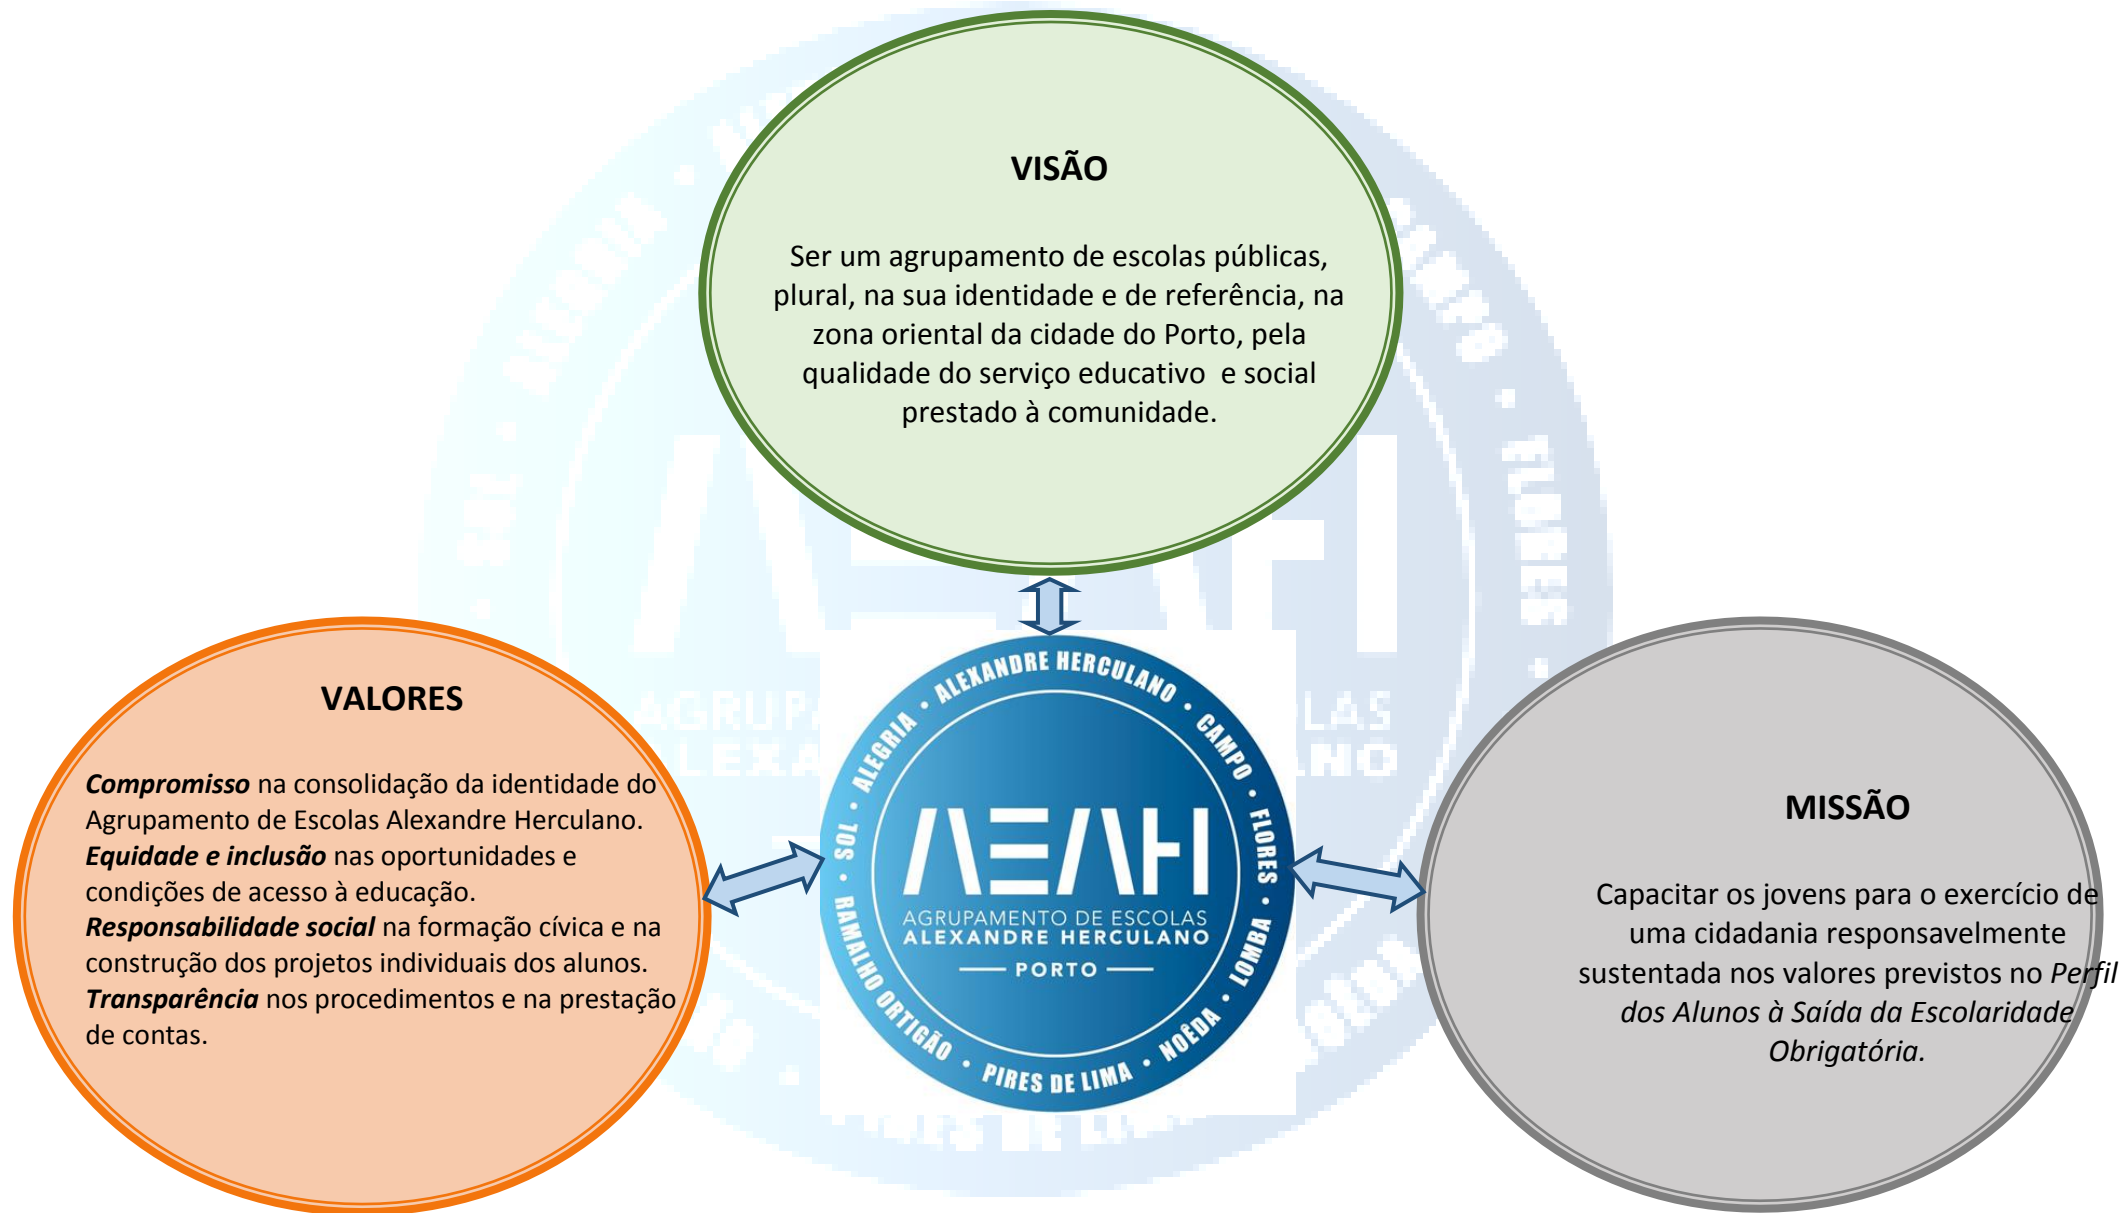 VISÃO
Ser um agrupamento de escolas públicas,
plural, na sua identidade e de referência, na
zona oriental da cidade do Porto, pela
qualidade do serviço educativo e social
prestado à comunidade.
VALORES
Compromisso na consolidação da identidade do
Agrupamento de Escolas Alexandre Herculano.
Equidade e inclusão nas oportunidades e
condições de acesso à educação.
Responsabilidade social na formação cívica e na
construção dos projetos individuais dos alunos.
Transparência nos procedimentos e na prestação
de contas.
ALEXANDRE HERCULANO • CAMPO • FLORES • LOMBA • NOÊDA • PIRES DE LIMA • RAMALHO ORTIGÃO • SOL • ALEGRIA •
AEAH
AGRUPAMENTO DE ESCOLAS
ALEXANDRE HERCULANO
PORTO
MISSÃO
Capacitar os jovens para o exercício de
uma cidadania responsavelmente
sustentada nos valores previstos no Perfil
dos Alunos à Saída da Escolaridade
Obrigatória.